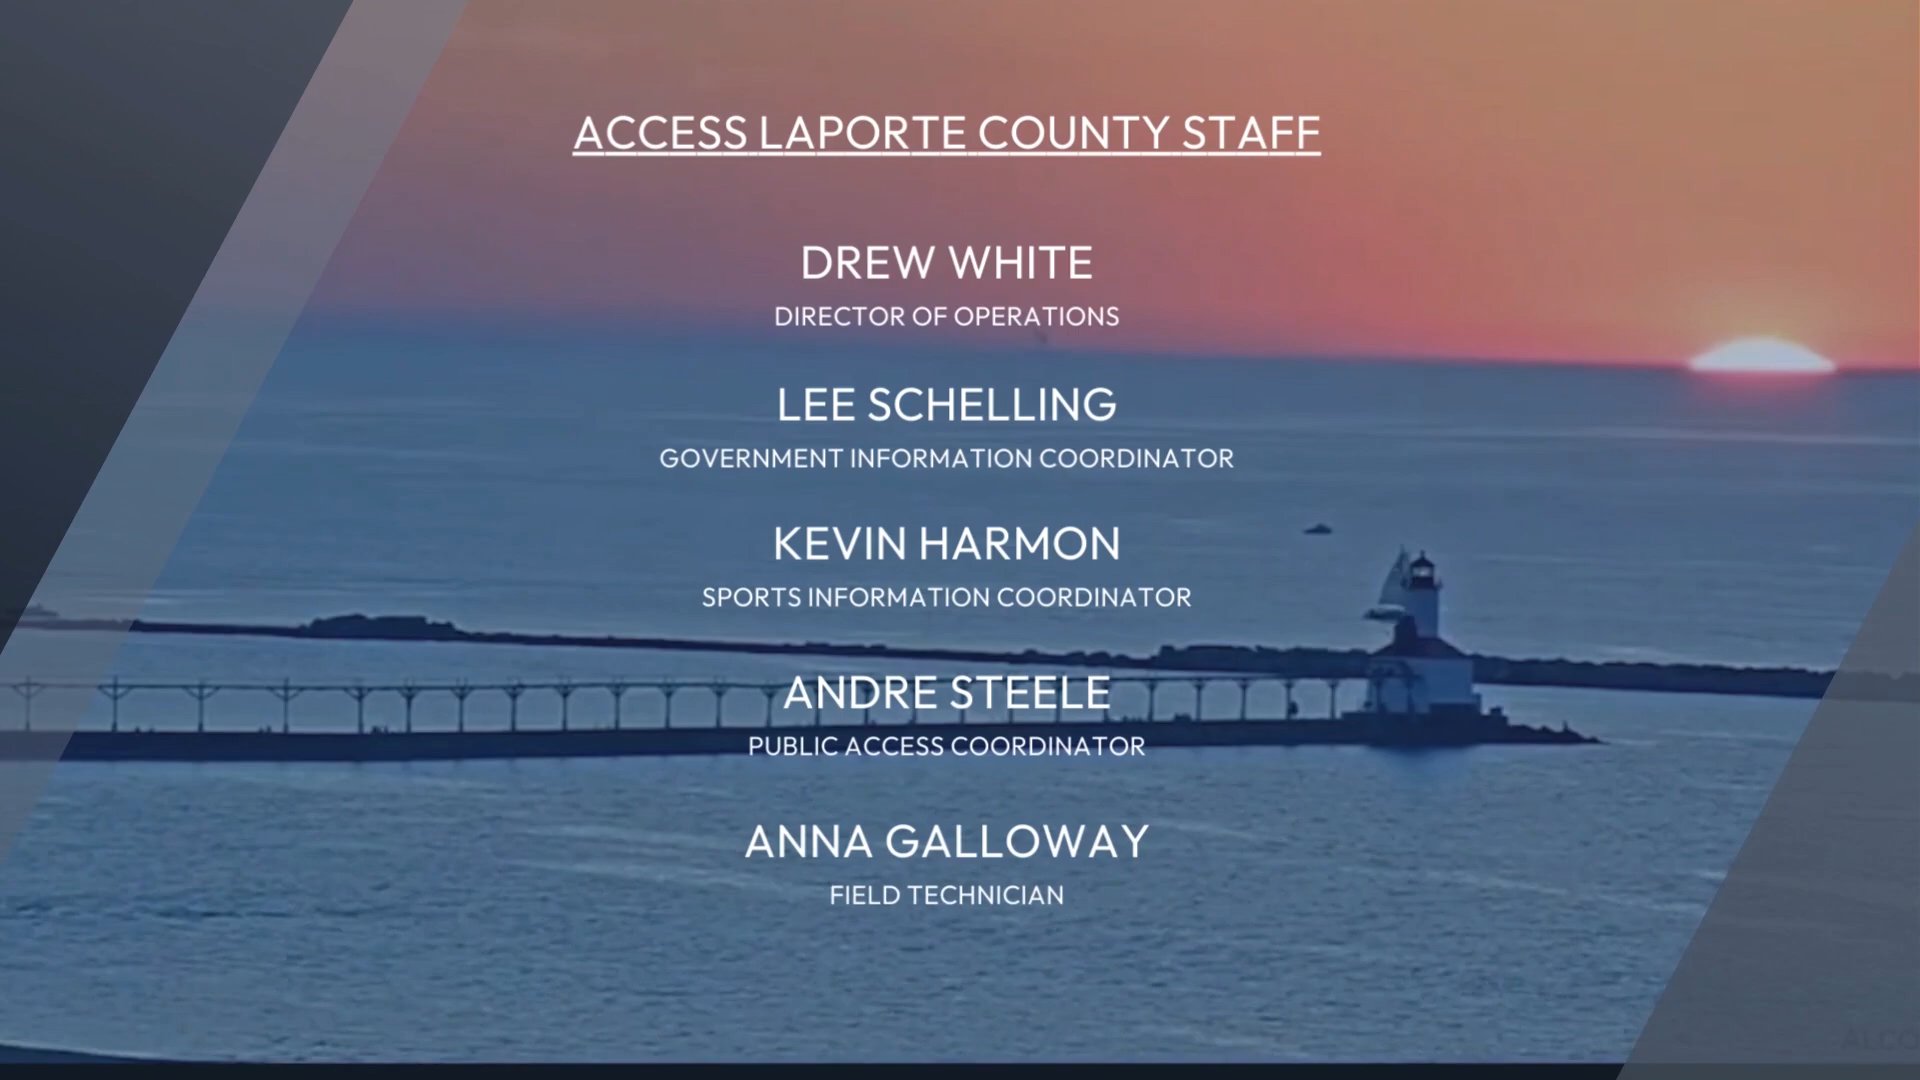 ACCESS LAPORTE COUNTY STAFF
DREW WHITE
DIRECTOR OF OPERATIONS
LEE SCHELLING
GOVERNMENT INFORMATION COORDINATOR
KEVIN HARMON
SPORTS INFORMATION COORDINATOR
ANDRE STEELE
PUBLIC ACCESS COORDINATOR
ANNA GALLOWAY
FIELD TECHNICIAN